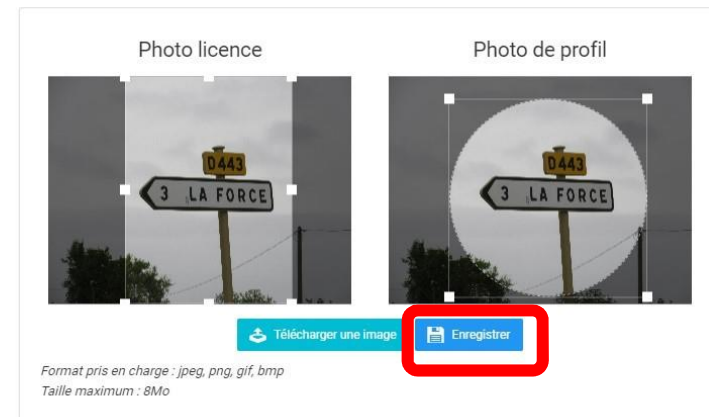 Photo licence
Photo de profil
D443
3 LA FORCE
D443
3 LA FORCE
Télécharger une image
Enregistrer
Format pris en charge : jpeg, png, gif, bmp
Taille maximum : 8Mo